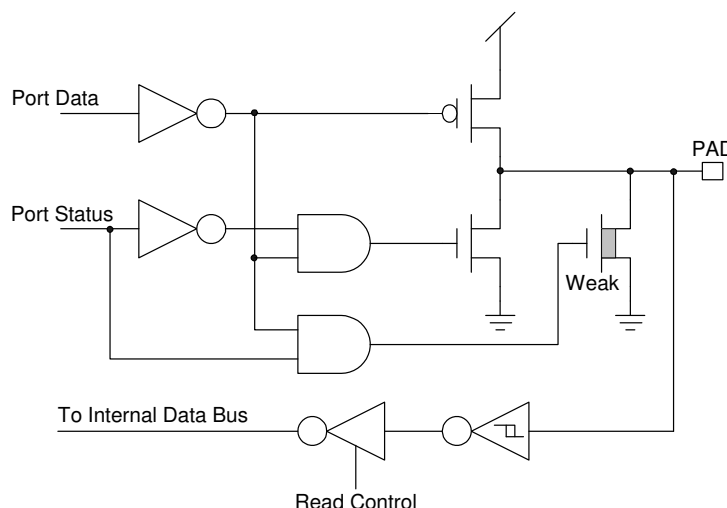 Port Data
PAD
Port Status
Weak
To Internal Data Bus
Read Control